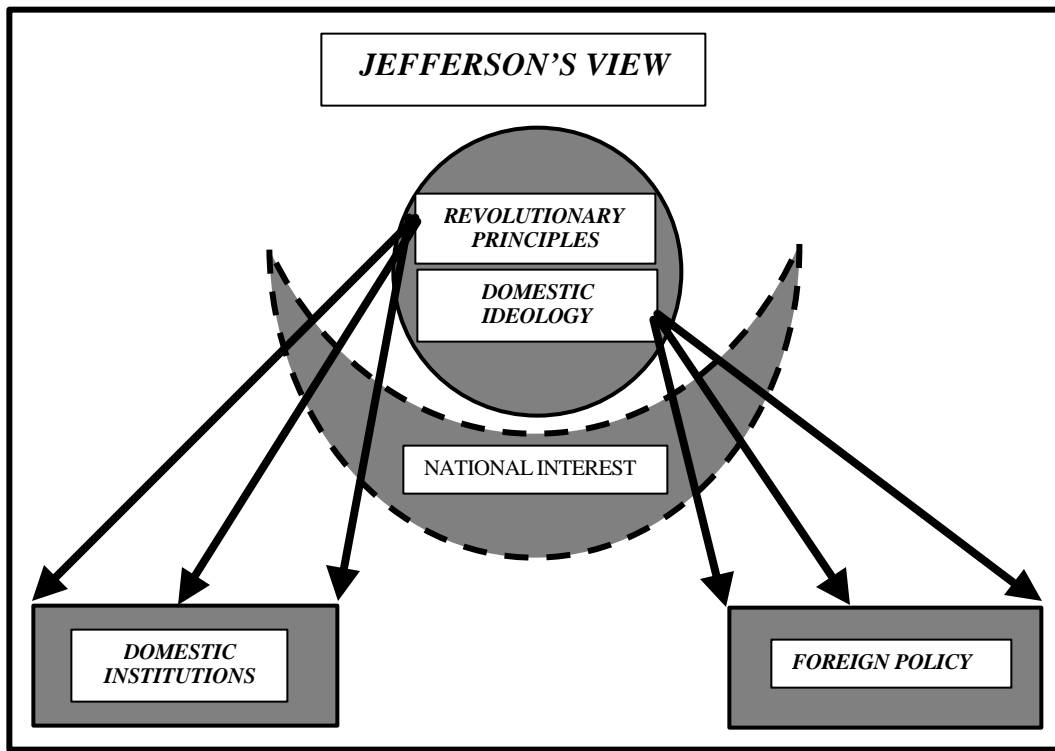 JEFFERSON’S VIEW
REVOLUTIONARY
PRINCIPLES
DOMESTIC
IDEOLOGY
NATIONAL INTEREST
DOMESTIC
INSTITUTIONS
FOREIGN POLICY